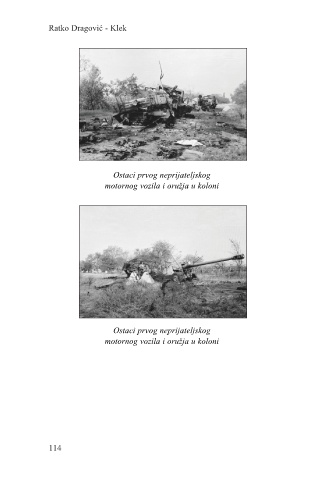 Ratko Dragović - Klek
Ostaci prvog neprijateljskog
motornog vozila i oružja u koloni
Ostaci prvog neprijateljskog
motornog vozila i oružja u koloni
114